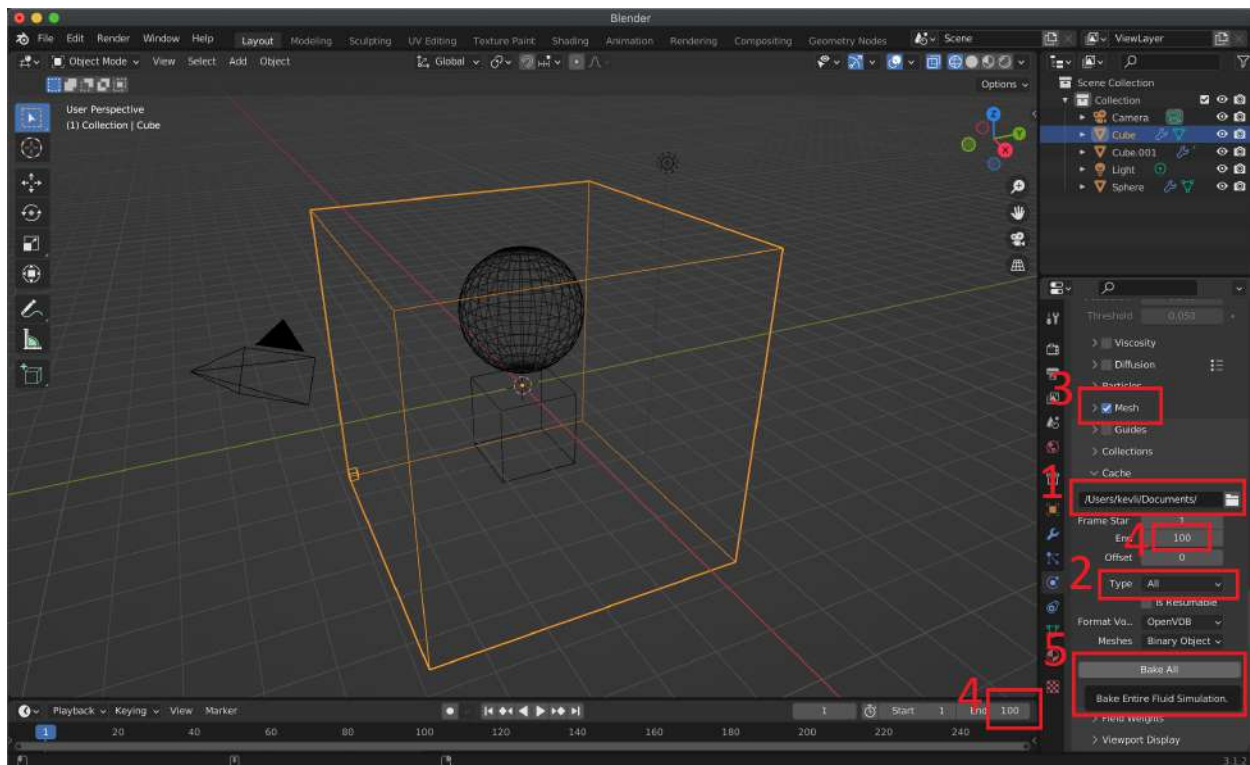 Blender
File Edit Render Window Help Layout Modeling Sculpting UV Editing Texture Paint Shading Animation Rendering Compositing Geometry Nodes Scene ViewLayer
Object Mode View Select Add Object Global
Options
User Perspective
(1) Collection | Cube
Scene Collection
Collection
Camera
Cube
Cube.001
Light
Sphere
Threshold 0.053
Viscosity
Diffusion
Particles
3
Mesh
Guides
Collections
Cache
1
/Users/kevli/Documents/
Frame Star 1
4
End 100
Offset 0
2
Type All
Is Resumable
Format Vo... OpenVDB
Meshes Binary Object
5
Bake All
Bake Entire Fluid Simulation.
Field Weights
Viewport Display
4
Playback Keying View Marker 1 Start 1 End 100
1 20 40 60 80 100 120 140 160 180 200 220 240
3.1.2
X
Y
Z